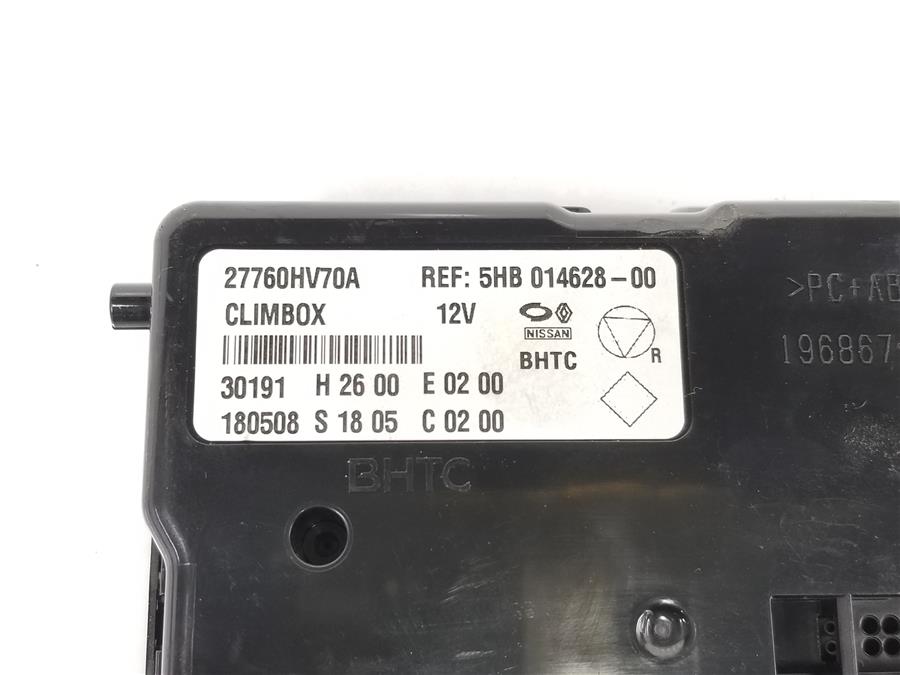 27760HV70A REF: 5HB 014628-00
CLIMBOX 12V
NISSAN
BHTC R
30191 H 26 00 E 02 00
180508 S 18 05 C 02 00
BHTC
>PC+AB
196867